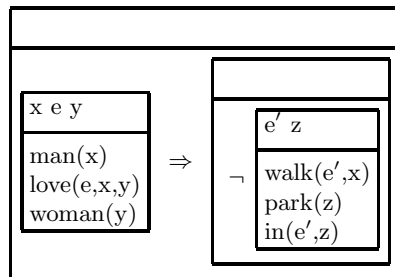 x e y
man(x)
love(e,x,y)
woman(y)
⇒
¬
e′ z
walk(e′,x)
park(z)
in(e′,z)